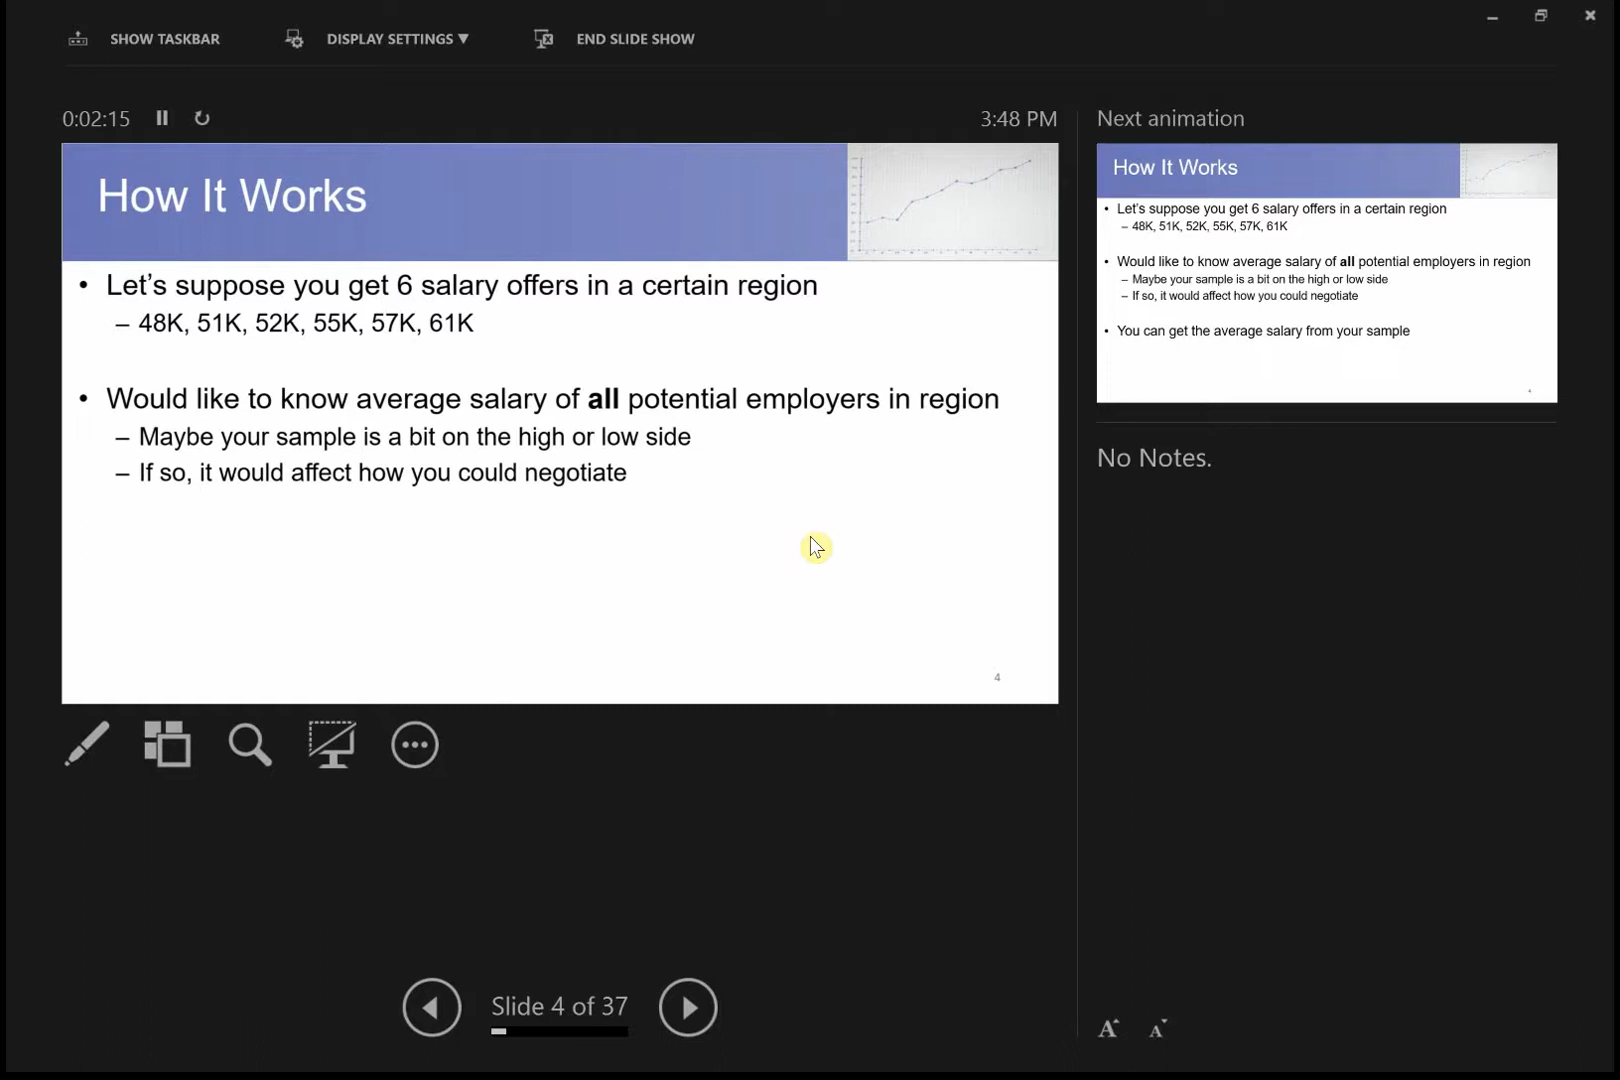 SHOW TASKBAR
DISPLAY SETTINGS ▼
END SLIDE SHOW
0:02:15
3:48 PM
How It Works
• Let's suppose you get 6 salary offers in a certain region
– 48K, 51K, 52K, 55K, 57K, 61K
• Would like to know average salary of all potential employers in region
– Maybe your sample is a bit on the high or low side
– If so, it would affect how you could negotiate
4
Slide 4 of 37
Next animation
How It Works
• Let's suppose you get 6 salary offers in a certain region
– 48K, 51K, 52K, 55K, 57K, 61K
• Would like to know average salary of all potential employers in region
– Maybe your sample is a bit on the high or low side
– If so, it would affect how you could negotiate
• You can get the average salary from your sample
No Notes.
A A